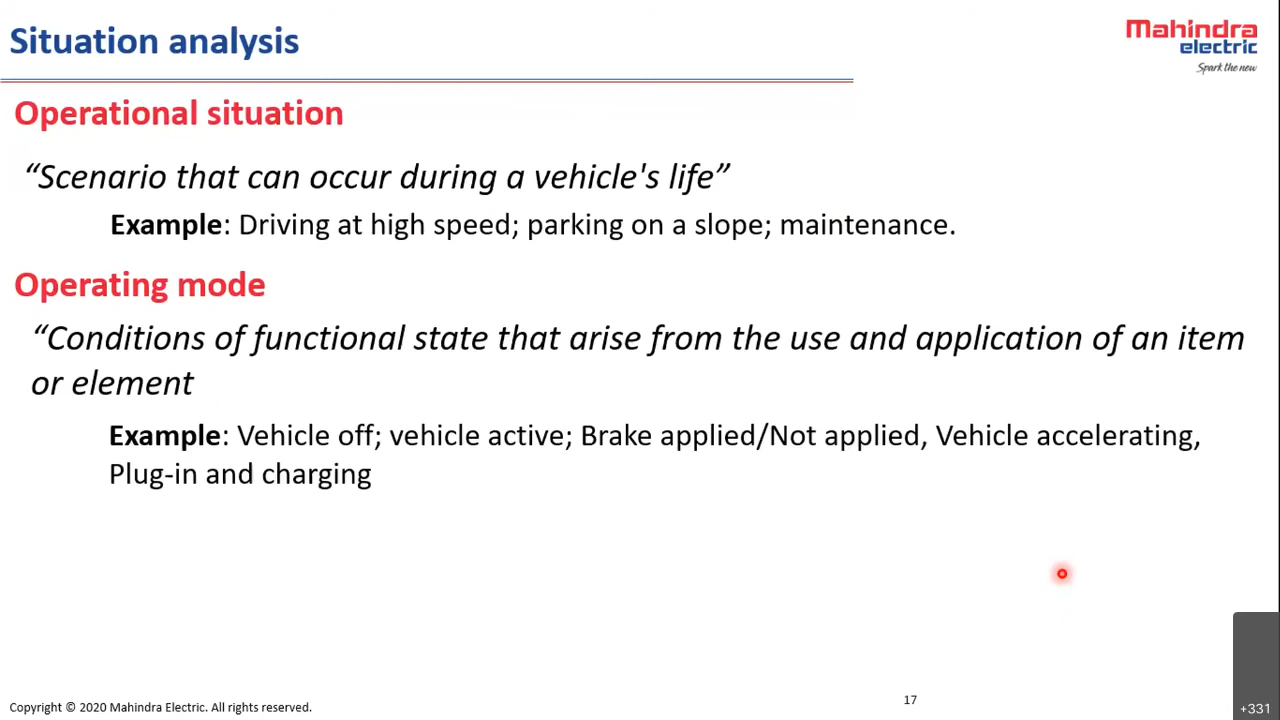 Situation analysis
Mahindra
electric
Spark the new
Operational situation
“Scenario that can occur during a vehicle's life”
Example: Driving at high speed; parking on a slope; maintenance.
Operating mode
“Conditions of functional state that arise from the use and application of an item
or element
Example: Vehicle off; vehicle active; Brake applied/Not applied, Vehicle accelerating,
Plug-in and charging
Copyright © 2020 Mahindra Electric. All rights reserved.
17
+331